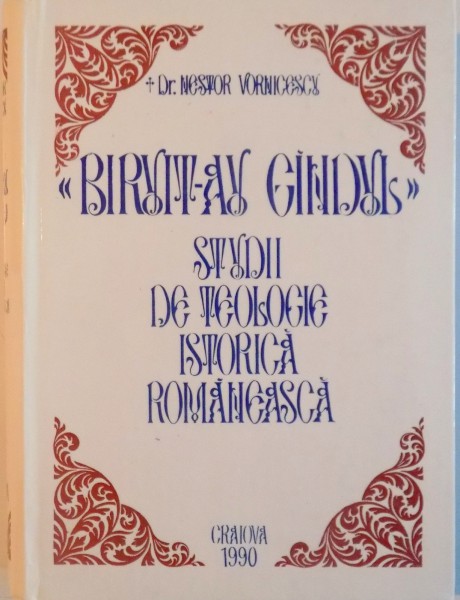 † Dr. NESTOR VORNICESCU
« BIRUIT-AU GÎNDUL »
STUDII
DE TEOLOGIE
ISTORICĂ
ROMÂNEASCĂ
CRAIOVA
1990